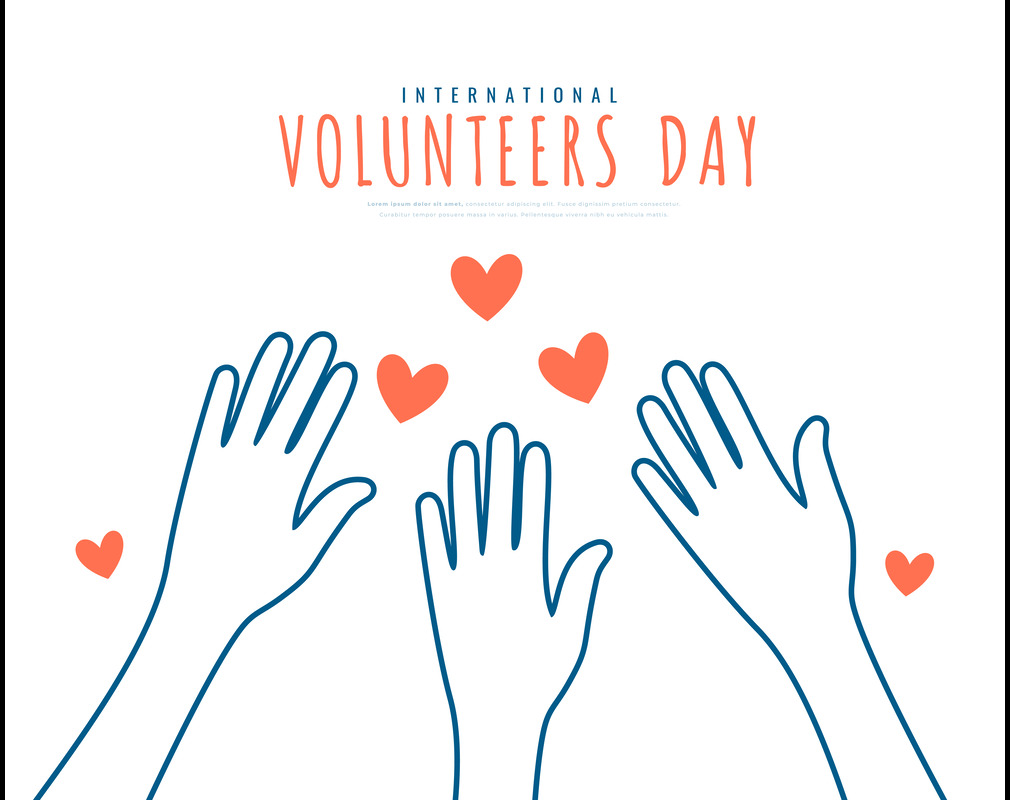 INTERNATIONAL
VOLUNTEERS DAY
Lorem ipsum dolor sit amet, consectetur adipiscing elit. Fusce dignissim pretium consectetur.
Curabitur tempor posuere massa in varius. Pellentesque viverra nibh eu vehicula mattis.